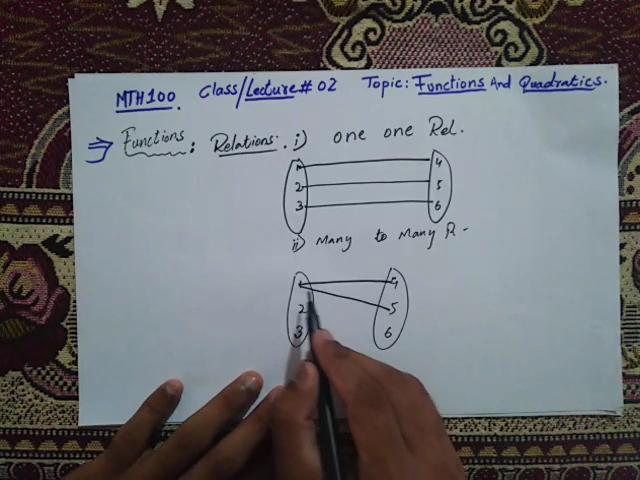 MTH100. Class/Lecture# 02 Topic: Functions And Quadratics.
⇒ Functions: Relations. i) one one Rel.
1 4
2 5
3 6
ii) Many to Many R-
1 4
2 5
3 6